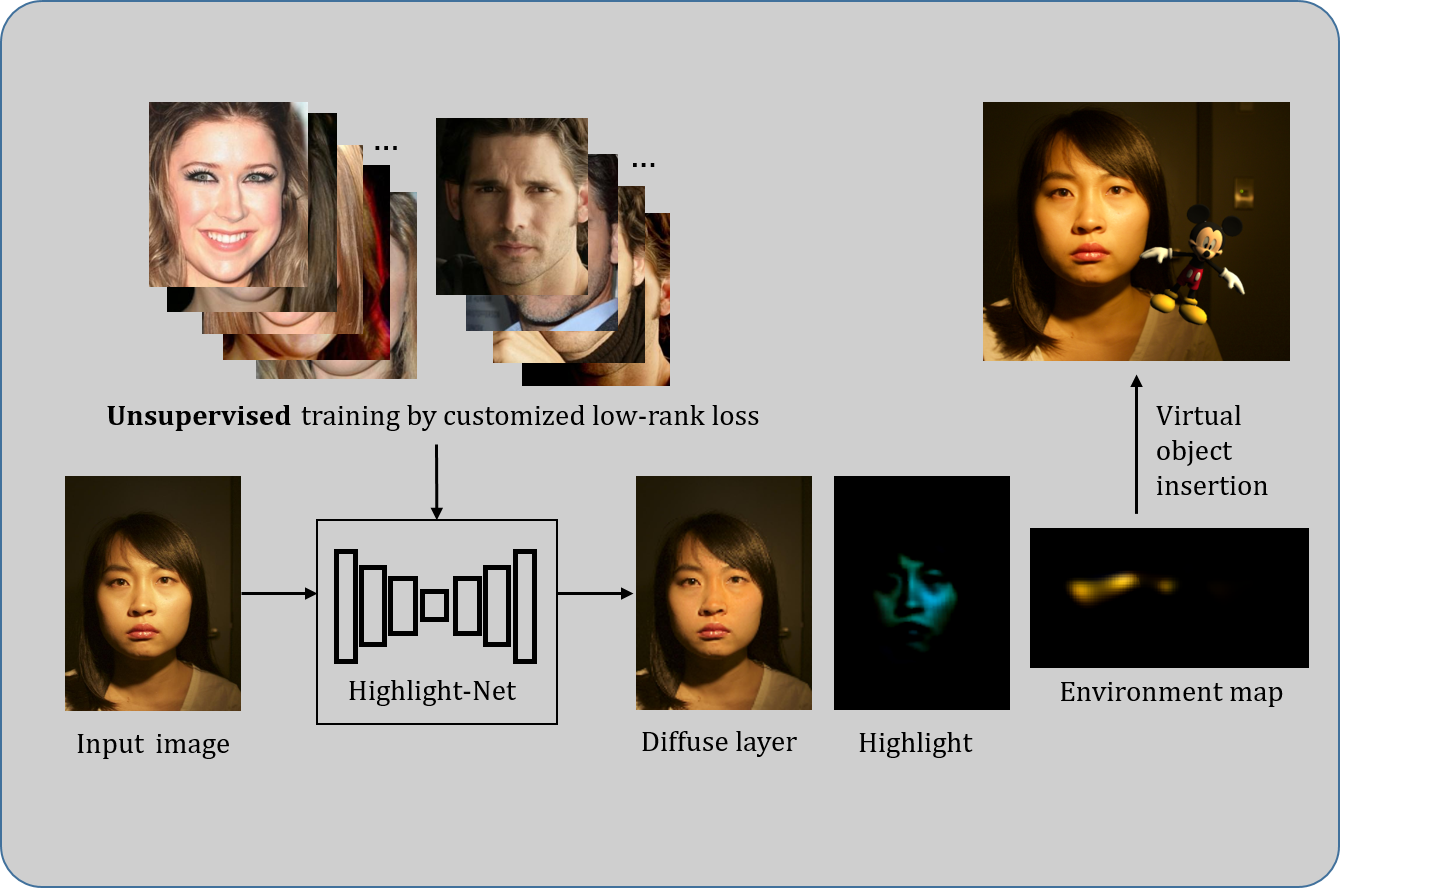 ...
...
Unsupervised training by customized low-rank loss
Virtual
object
insertion
Highlight-Net
Environment map
Input image
Diffuse layer
Highlight